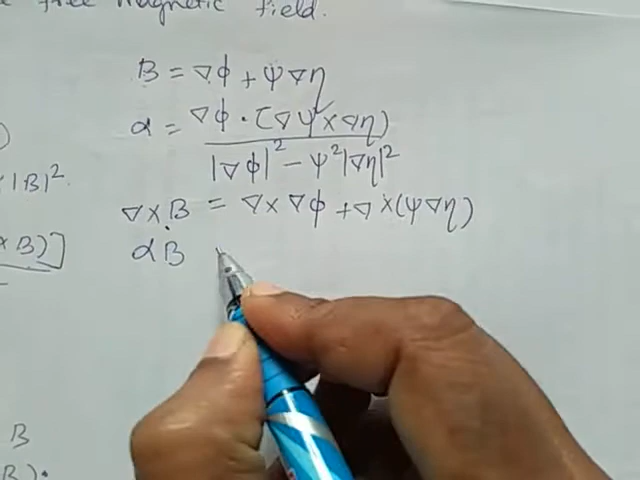 free magnetic field.
B = ∇ϕ + ψ∇η
α = ∇ϕ · (∇ψ × ∇η) / |∇ϕ|² − ψ²|∇η|²
)
|B|².
∇×B = ∇×∇ϕ + ∇×(ψ∇η)
× B)]
αB
B
B)·